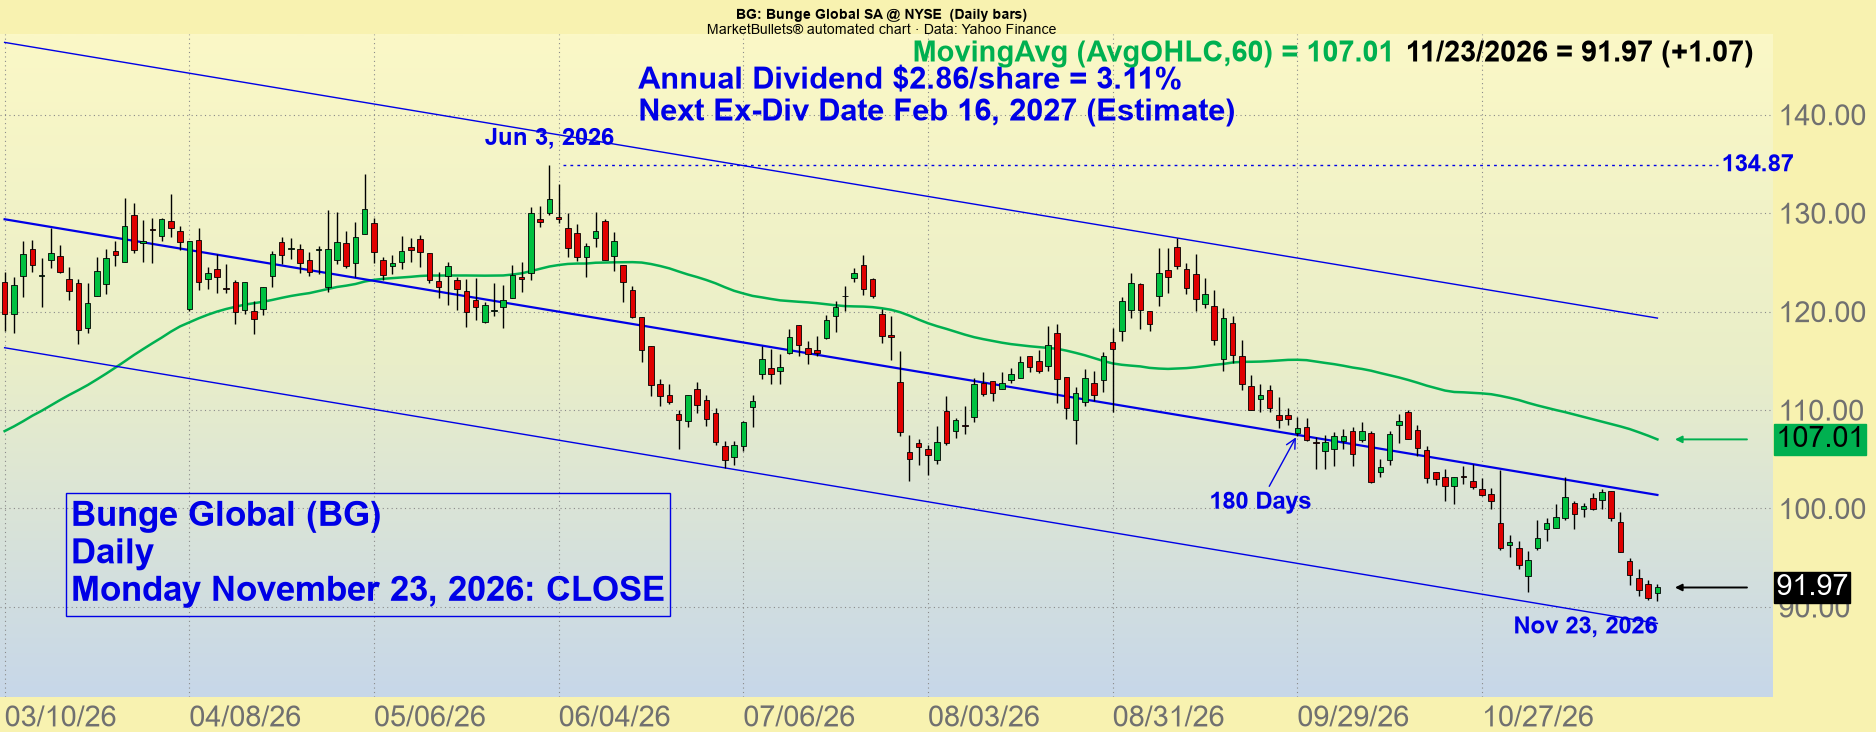 BG: Bunge Global SA @ NYSE  (Daily bars)
MarketBullets® automated chart · Data: Yahoo Finance
MovingAvg (AvgOHLC,60) = 107.01 11/23/2026 = 91.97 (+1.07)
Annual Dividend $2.86/share = 3.11%
Next Ex-Div Date Feb 16, 2027 (Estimate)
140.00
Jun 3, 2026
134.87
130.00
120.00
110.00
107.01
180 Days
100.00
Bunge Global (BG)
Daily
Monday November 23, 2026: CLOSE
91.97
90.00
Nov 23, 2026
03/10/26 04/08/26 05/06/26 06/04/26 07/06/26 08/03/26 08/31/26 09/29/26 10/27/26